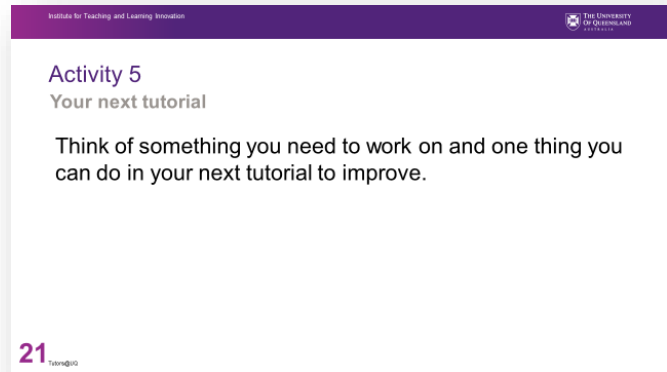 Institute for Teaching and Learning Innovation
THE UNIVERSITY
OF QUEENSLAND
AUSTRALIA
Activity 5
Your next tutorial
Think of something you need to work on and one thing you
can do in your next tutorial to improve.
21 Tutors@UQ